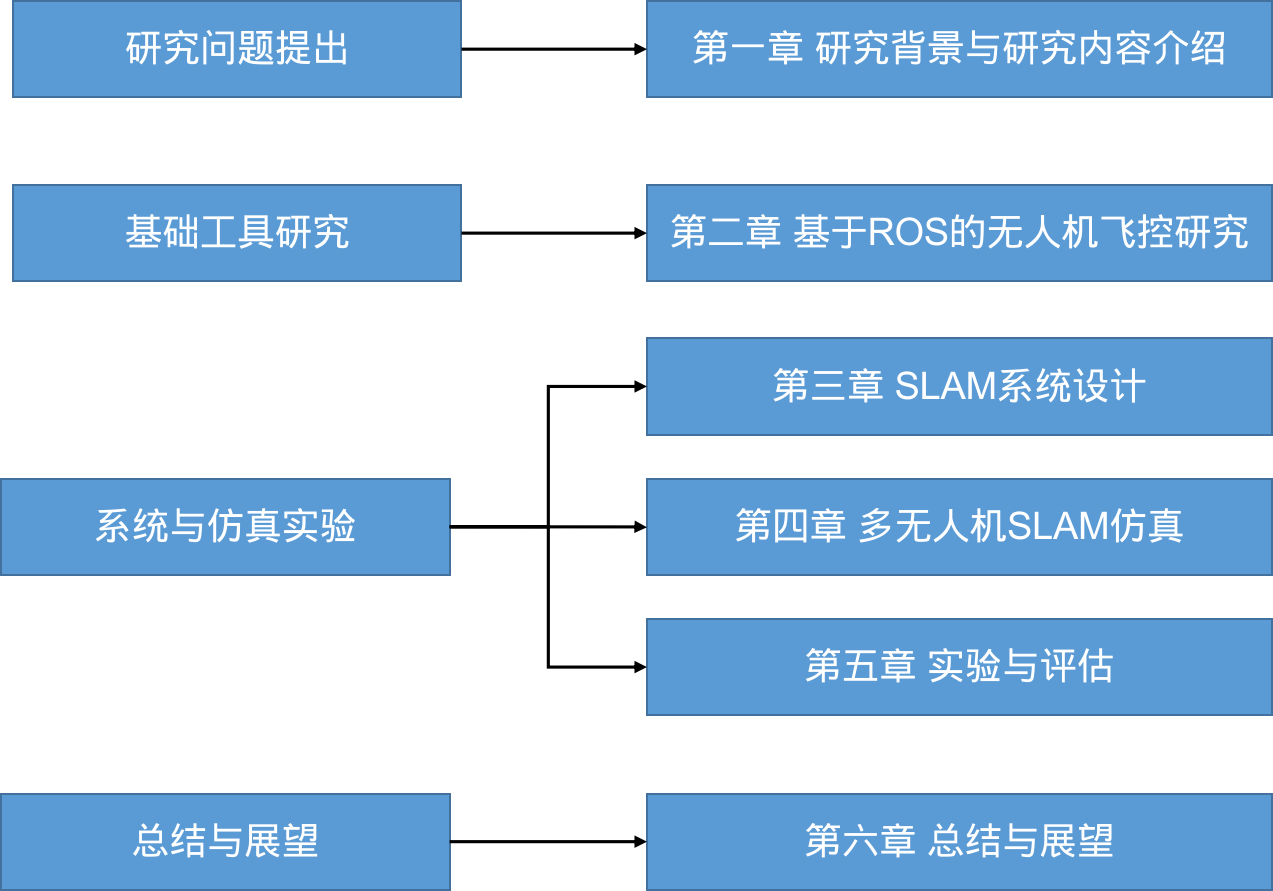 研究问题提出
第一章 研究背景与研究内容介绍
基础工具研究
第二章 基于ROS的无人机飞控研究
第三章 SLAM系统设计
系统与仿真实验
第四章 多无人机SLAM仿真
第五章 实验与评估
总结与展望
第六章 总结与展望